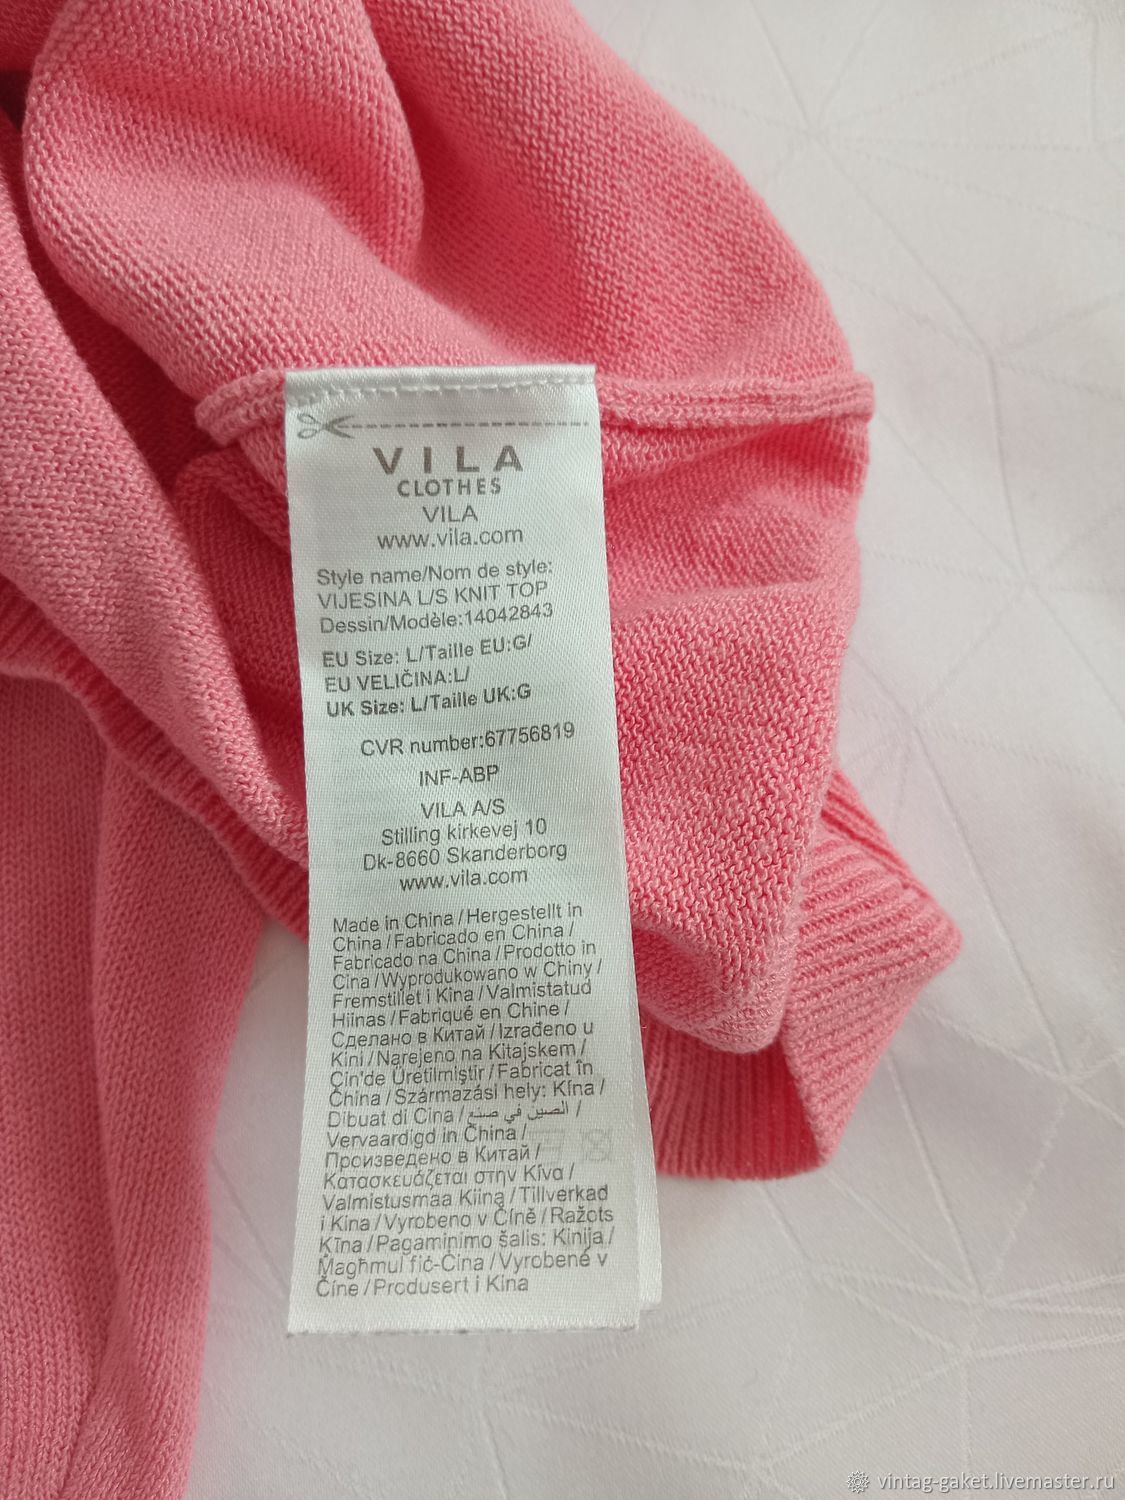 VILA
CLOTHES
VILA
www.vila.com
Style name/Nom de style:
VIJESINA L/S KNIT TOP
Dessin/Modèle:14042843
EU Size: L/Taille EU:G/
EU VELIČINA:L/
UK Size: L/Taille UK:G
CVR number:67756819
INF-ABP
VILA A/S
Stilling kirkevej 10
Dk-8660 Skanderborg
www.vila.com
Made in China/Hergestellt in
China/Fabricado en China/
Fabricado na China/Prodotto in
Cina/Wyprodukowano w Chiny/
Fremstillet i Kina/Valmistatud
Hiinas/Fabriqué en Chine/
Сделано в Китай/Izrađeno u
Kini/Narejeno na Kitajskem/
Çin'de Üretilmiştir/Fabricat în
China/Származási hely: Kína/
Dibuat di Cina/الصين في صنع/
Vervaardigd in China/
Произведено в Китай/
Κατασκευάζεται στην Κίνα/
Valmistusmaa Kiina/Tillverkad
i Kina/Vyrobeno v Číně/Ražots
Ķīna/Pagaminimo šalis: Kinija/
Magħmul fiċ-Ċina/Vyrobené v
Číne/Produsert i Kina
vintag-gaket.livemaster.ru